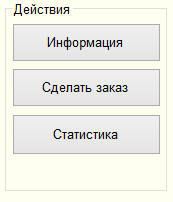 Действия
Информация
Сделать заказ
Статистика